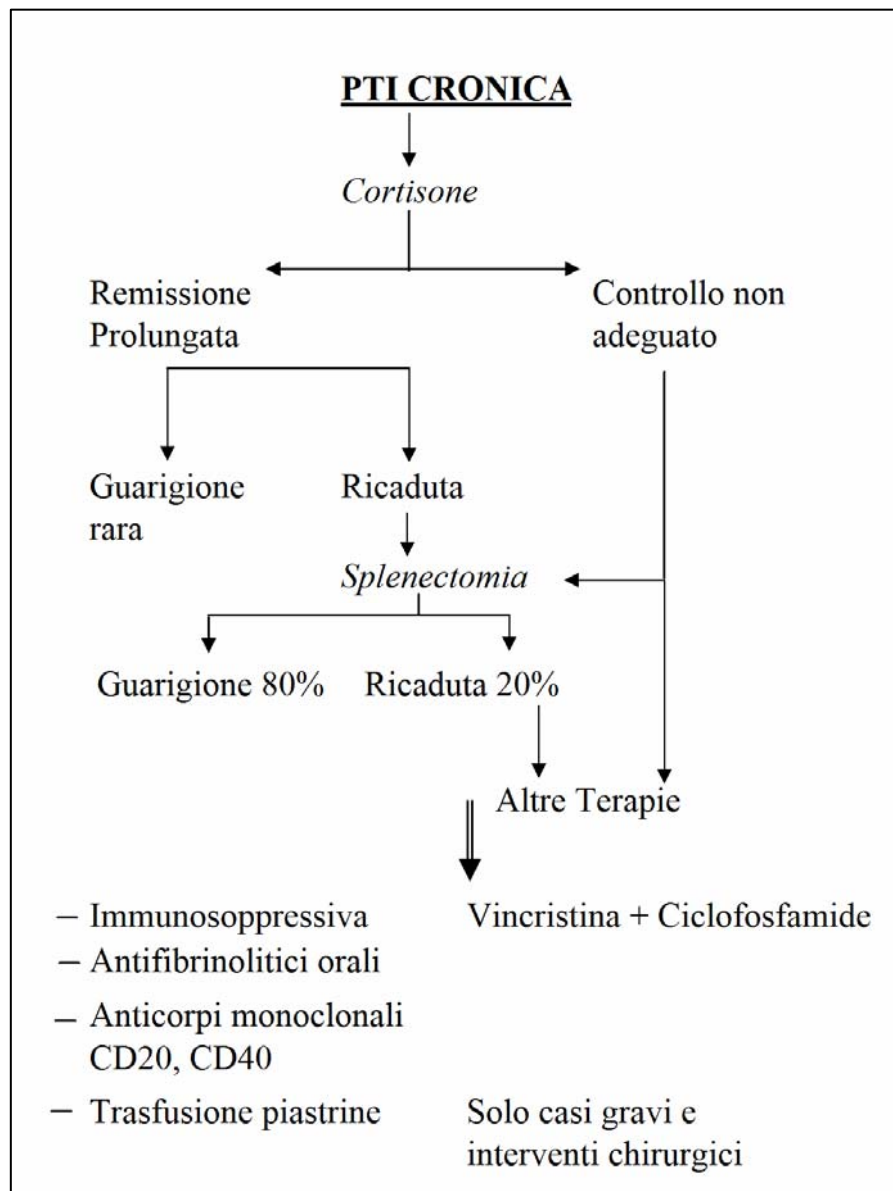 PTI CRONICA
Cortisone
Remissione
Prolungata
Controllo non
adeguato
Guarigione
rara
Ricaduta
Splenectomia
Guarigione 80%
Ricaduta 20%
Altre Terapie
– Immunosoppressiva
Vincristina + Ciclofosfamide
– Antifibrinolitici orali
– Anticorpi monoclonali
CD20, CD40
– Trasfusione piastrine
Solo casi gravi e
interventi chirurgici